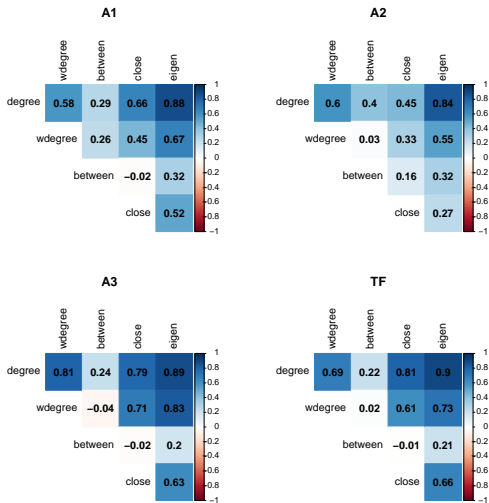 A1
wdegree between close eigen
degree 0.58 0.29 0.66 0.88
wdegree 0.26 0.45 0.67
between −0.02 0.32
close 0.52
1
0.8
0.6
0.4
0.2
0
−0.2
−0.4
−0.6
−0.8
−1
A2
wdegree between close eigen
degree 0.6 0.4 0.45 0.84
wdegree 0.03 0.33 0.55
between 0.16 0.32
close 0.27
1
0.8
0.6
0.4
0.2
0
−0.2
−0.4
−0.6
−0.8
−1
A3
wdegree between close eigen
degree 0.81 0.24 0.79 0.89
wdegree −0.04 0.71 0.83
between −0.02 0.2
close 0.63
1
0.8
0.6
0.4
0.2
0
−0.2
−0.4
−0.6
−0.8
−1
TF
wdegree between close eigen
degree 0.69 0.22 0.81 0.9
wdegree 0.02 0.61 0.73
between −0.01 0.21
close 0.66
1
0.8
0.6
0.4
0.2
0
−0.2
−0.4
−0.6
−0.8
−1